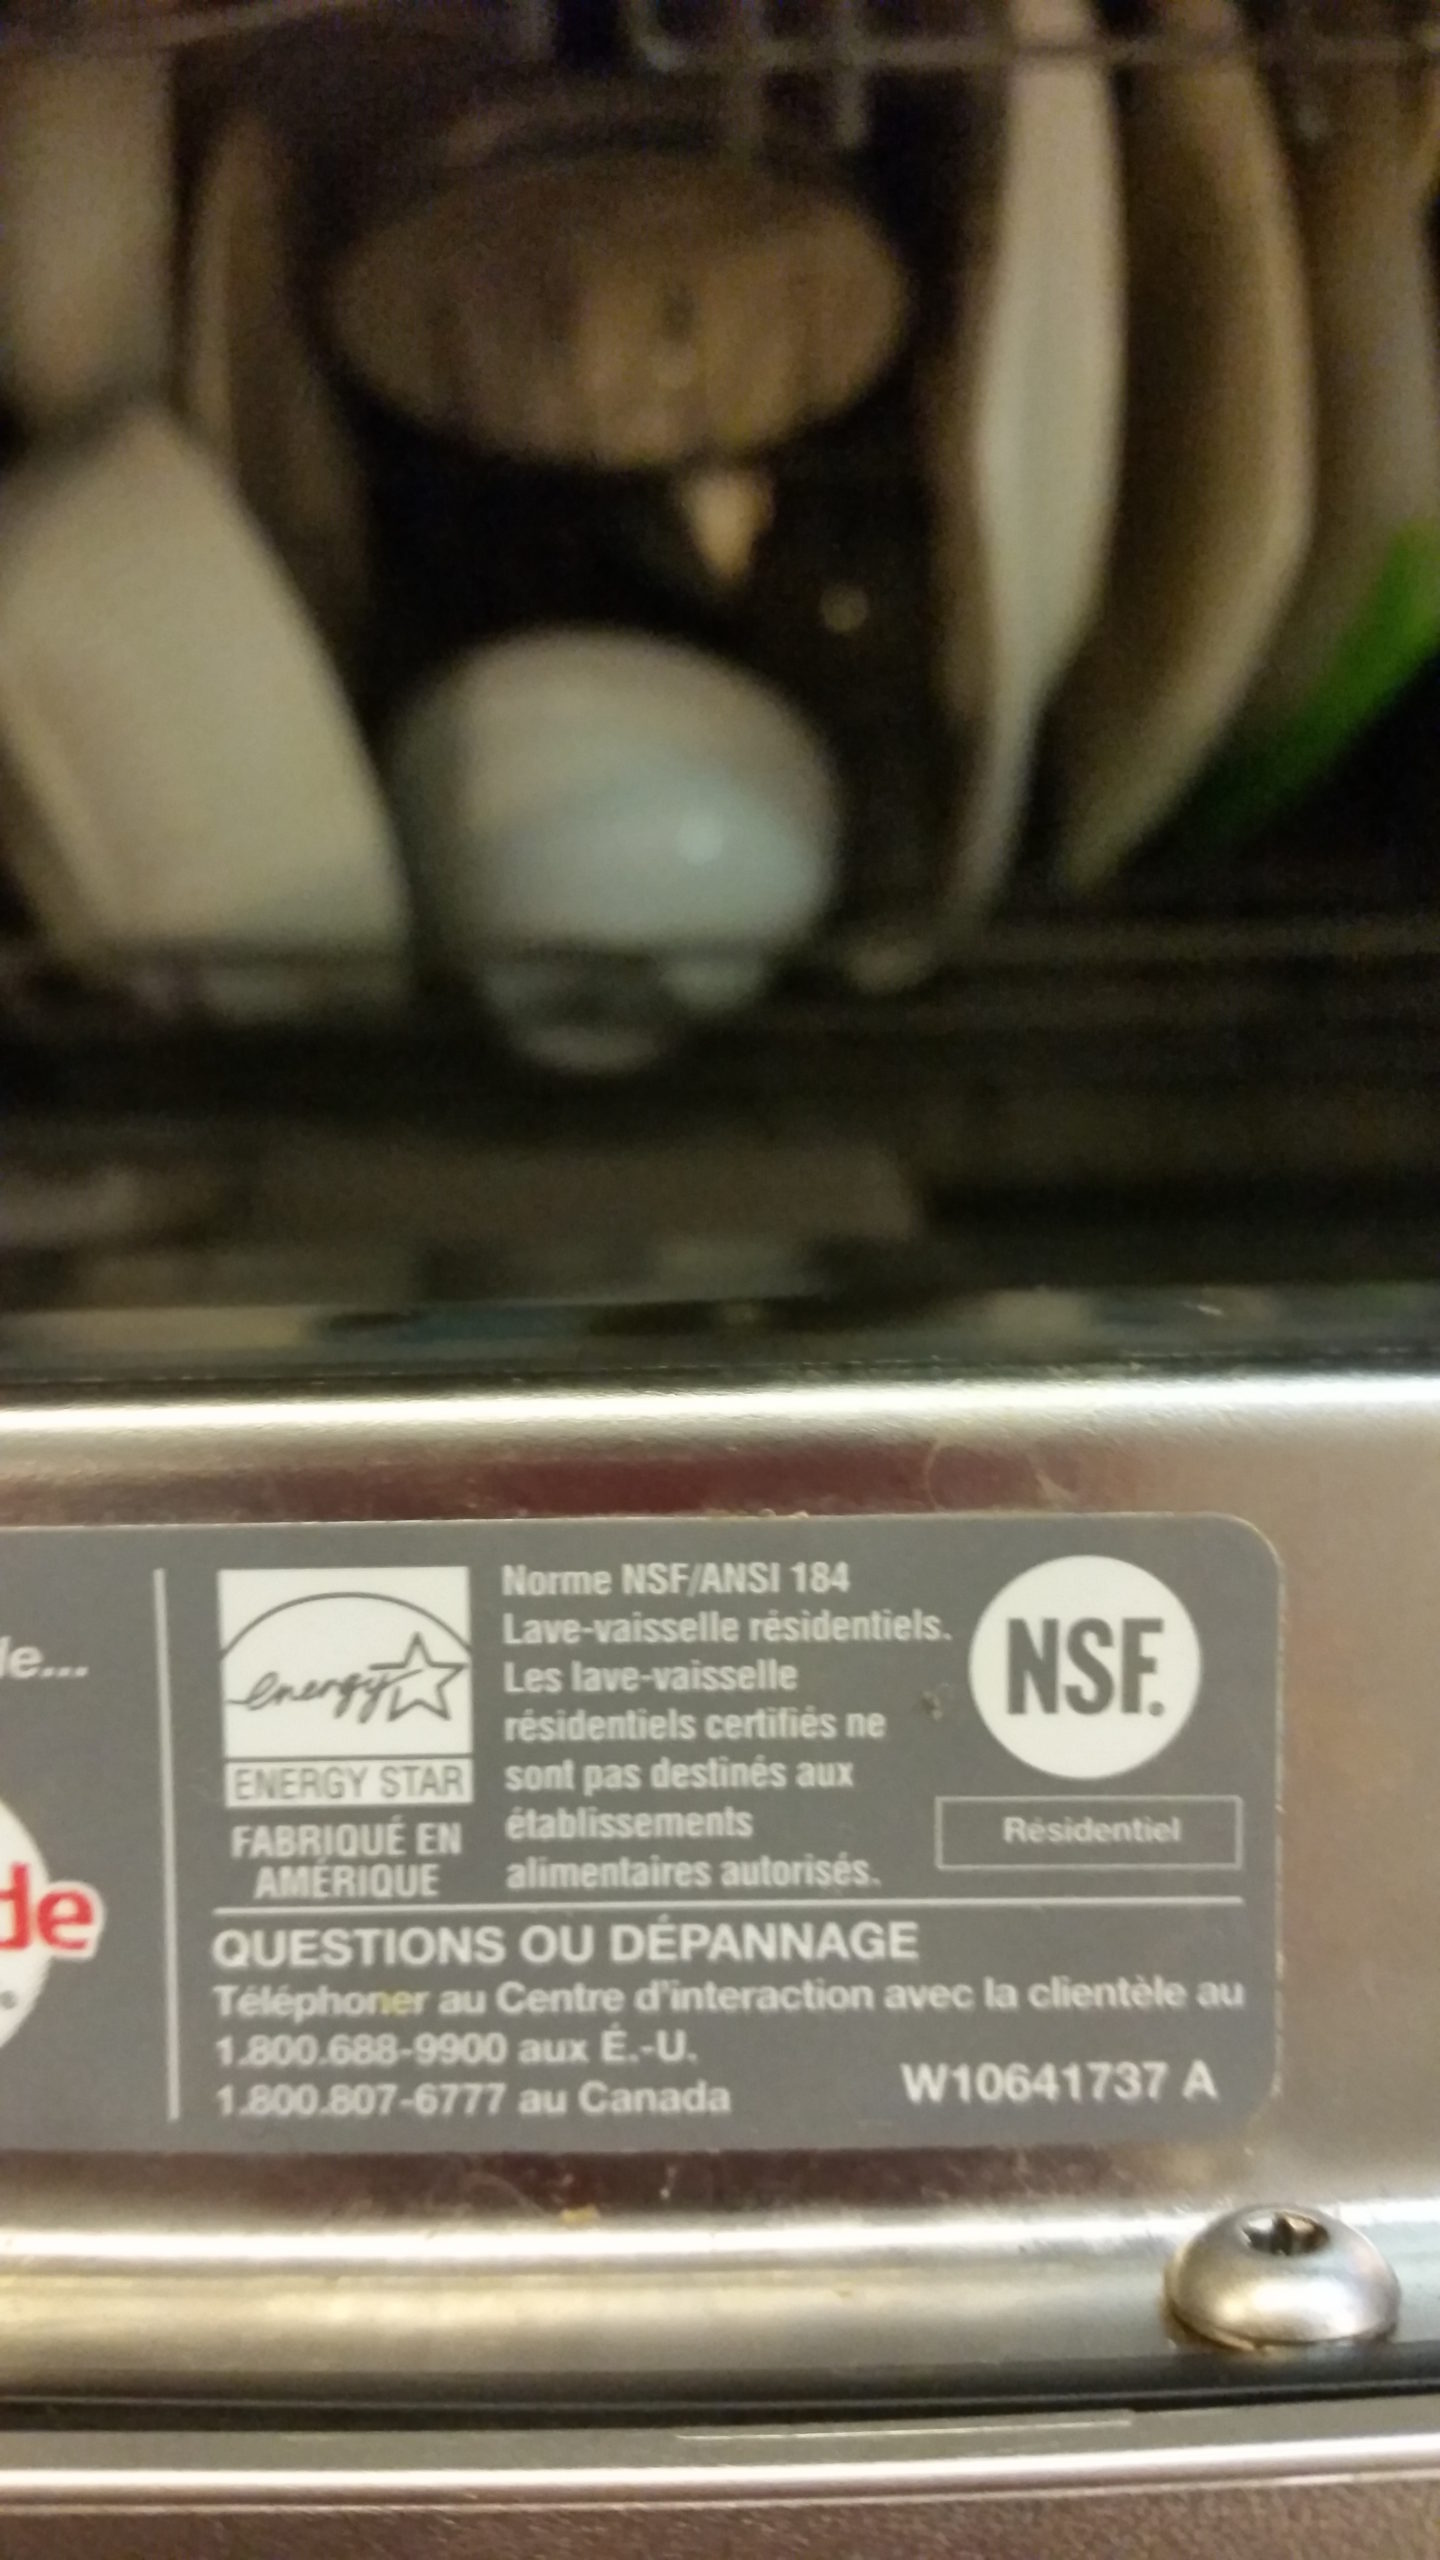 le...
de
energy
ENERGY STAR
FABRIQUÉ EN
AMÉRIQUE
Norme NSF/ANSI 184
Lave-vaisselle résidentiels.
Les lave-vaisselle
résidentiels certifiés ne
sont pas destinés aux
établissements
alimentaires autorisés.
NSF®
Résidentiel
QUESTIONS OU DÉPANNAGE
Téléphoner au Centre d'interaction avec la clientèle au
1.800.688-9900 aux É.-U.
1.800.807-6777 au Canada
W10641737 A